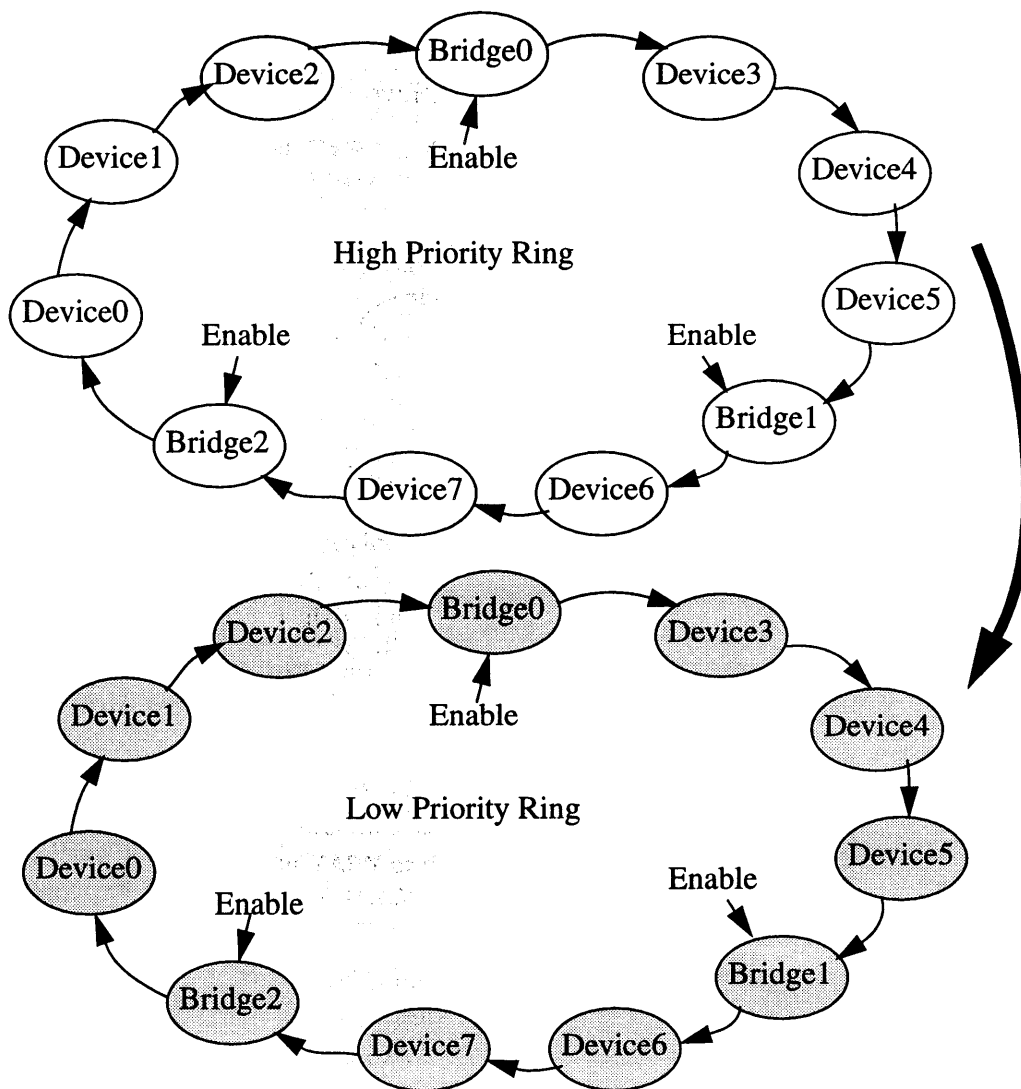 Bridge0
Device2
Device3
Device1
Enable
Device4
High Priority Ring
Device0
Device5
Enable
Enable
Bridge2
Bridge1
Device7
Device6
Bridge0
Device2
Device3
Device1
Enable
Device4
Low Priority Ring
Device0
Device5
Enable
Enable
Bridge2
Bridge1
Device7
Device6